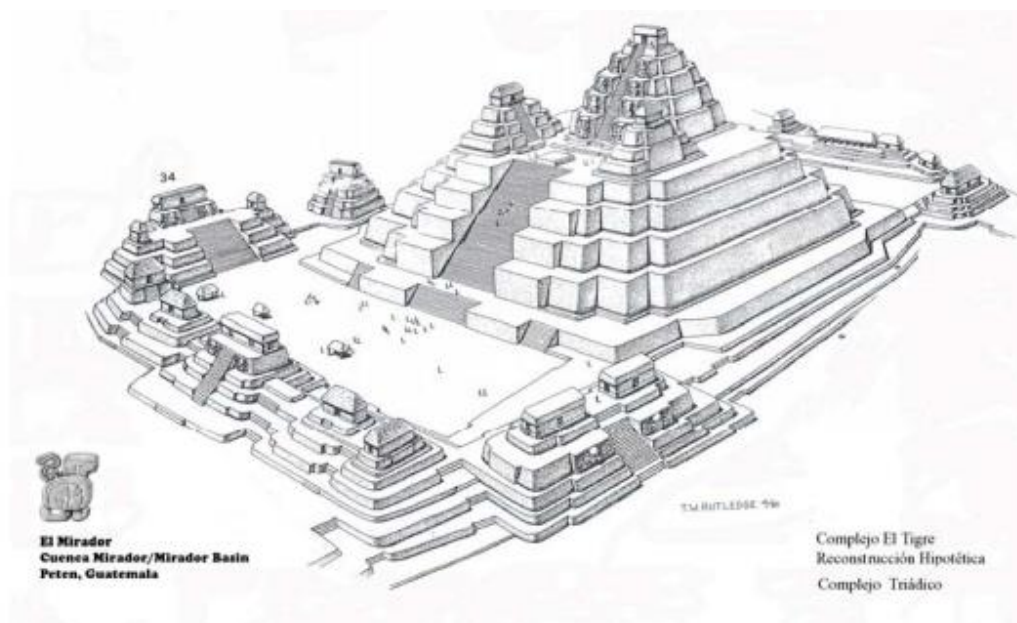 34
T.W. RUTLEDGE
El Mirador
Cuenca Mirador/Mirador Basin
Peten, Guatemala
Complejo El Tigre
Reconstrucción Hipotética
Complejo Triádico